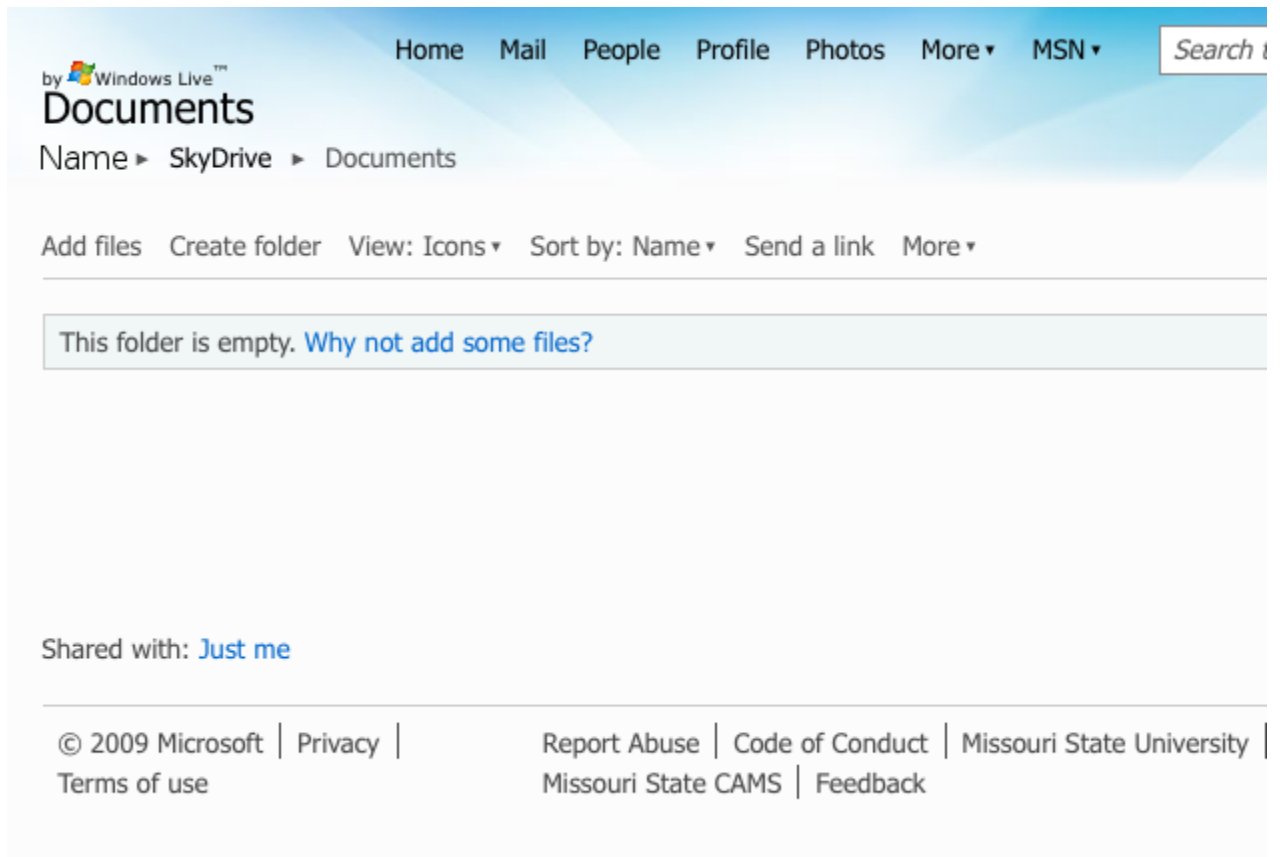 Home Mail People Profile Photos More ▾ MSN ▾ Search t
by Windows Live™
Documents
Name ▸ SkyDrive ▸ Documents
Add files Create folder View: Icons ▾ Sort by: Name ▾ Send a link More ▾
This folder is empty. Why not add some files?
Shared with: Just me
© 2009 Microsoft | Privacy | Report Abuse | Code of Conduct | Missouri State University |
Terms of use Missouri State CAMS | Feedback